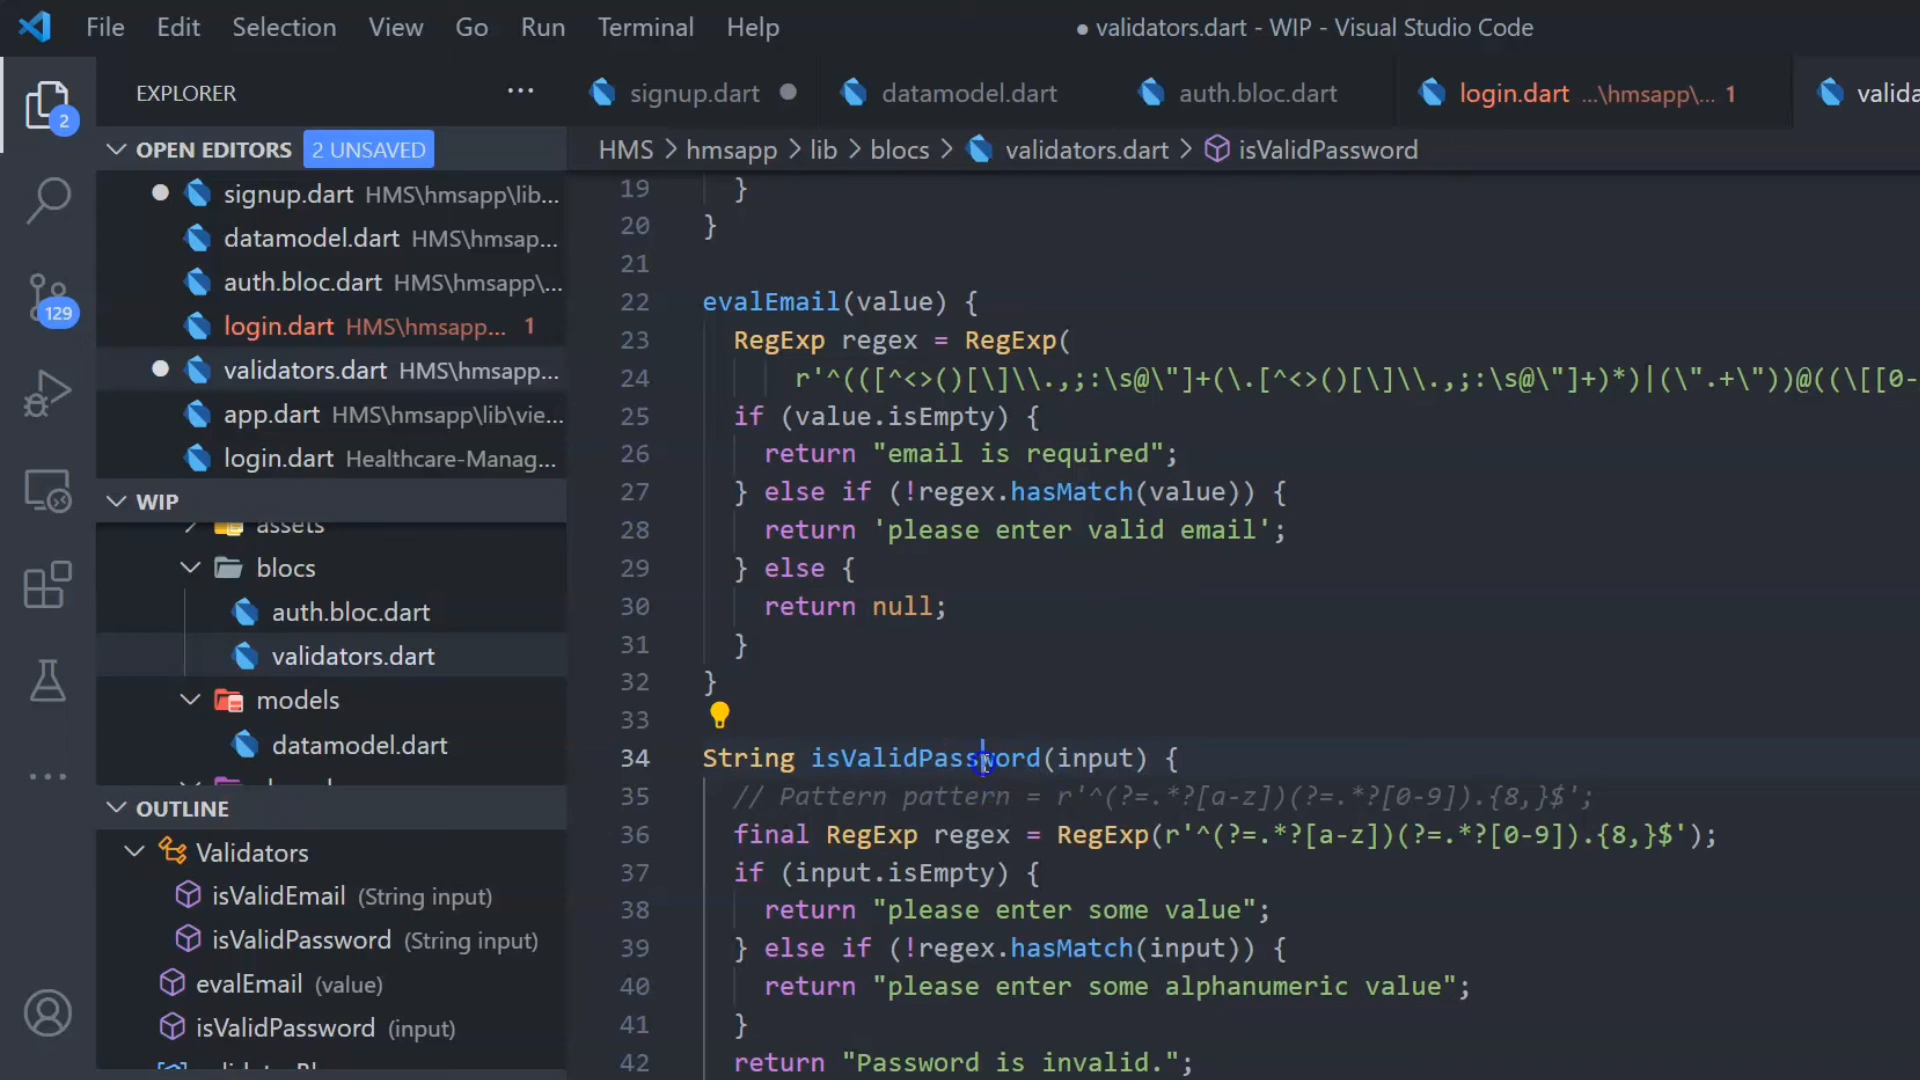 File Edit Selection View Go Run Terminal Help
● validators.dart - WIP - Visual Studio Code
EXPLORER ...
signup.dart
datamodel.dart
auth.bloc.dart
login.dart ...\hmsapp\... 1
valida
2
OPEN EDITORS 2 UNSAVED
HMS > hmsapp > lib > blocs > validators.dart > isValidPassword
signup.dart HMS\hmsapp\lib...
datamodel.dart HMS\hmsap...
auth.bloc.dart HMS\hmsapp\...
login.dart HMS\hmsapp... 1
validators.dart HMS\hmsapp...
app.dart HMS\hmsapp\lib\vie...
login.dart Healthcare-Manag...
129
WIP
assets
blocs
auth.bloc.dart
validators.dart
models
datamodel.dart
OUTLINE
Validators
isValidEmail (String input)
isValidPassword (String input)
evalEmail (value)
isValidPassword (input)
19 }
20 }
21
22 evalEmail(value) {
23 RegExp regex = RegExp(
24 r'^(([^<>()[\]\\.,;:\s@\"]+(\.[^<>()[\]\\.,;:\s@\"]+)*)|(\".+\"))@((\[[0-
25 if (value.isEmpty) {
26 return "email is required";
27 } else if (!regex.hasMatch(value)) {
28 return 'please enter valid email';
29 } else {
30 return null;
31 }
32 }
33
34 String isValidPassword(input) {
35 // Pattern pattern = r'^(?=.*?[a-z])(?=.*?[0-9]).{8,}$';
36 final RegExp regex = RegExp(r'^(?=.*?[a-z])(?=.*?[0-9]).{8,}$');
37 if (input.isEmpty) {
38 return "please enter some value";
39 } else if (!regex.hasMatch(input)) {
40 return "please enter some alphanumeric value";
41 }
42 return "Password is invalid.";